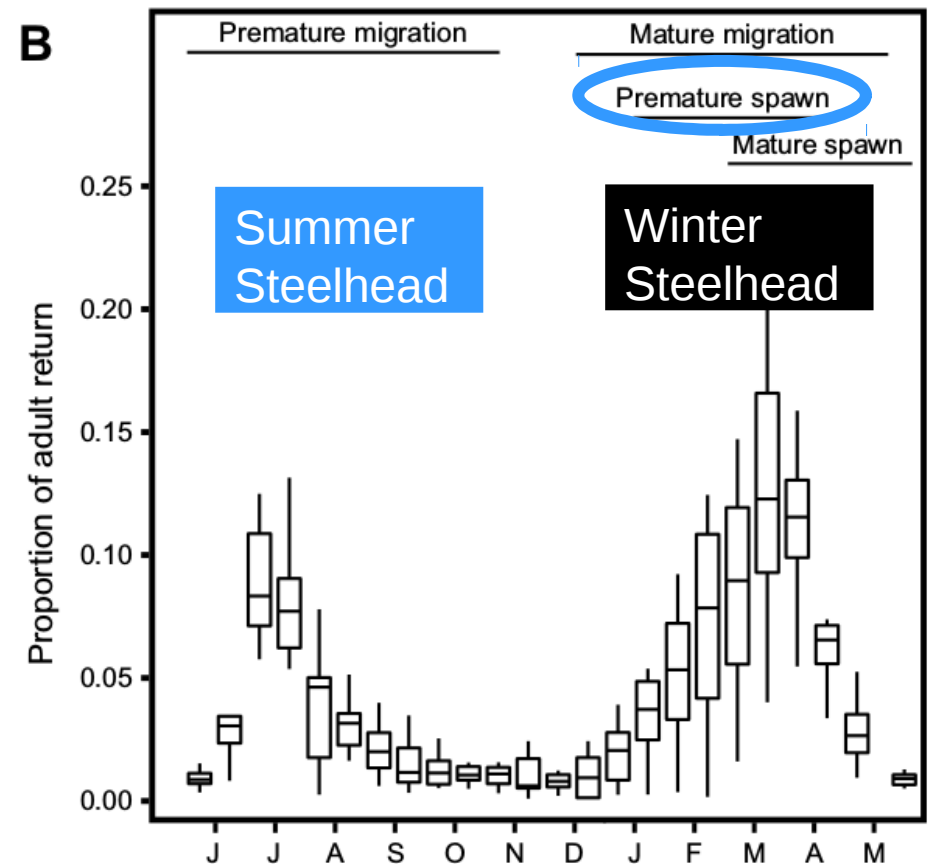 B
Premature migration
Mature migration
Premature spawn
Mature spawn
Summer
Steelhead
Winter
Steelhead
Proportion of adult return
0.25
0.20
0.15
0.10
0.05
0.00
J J A S O N D J F M A M